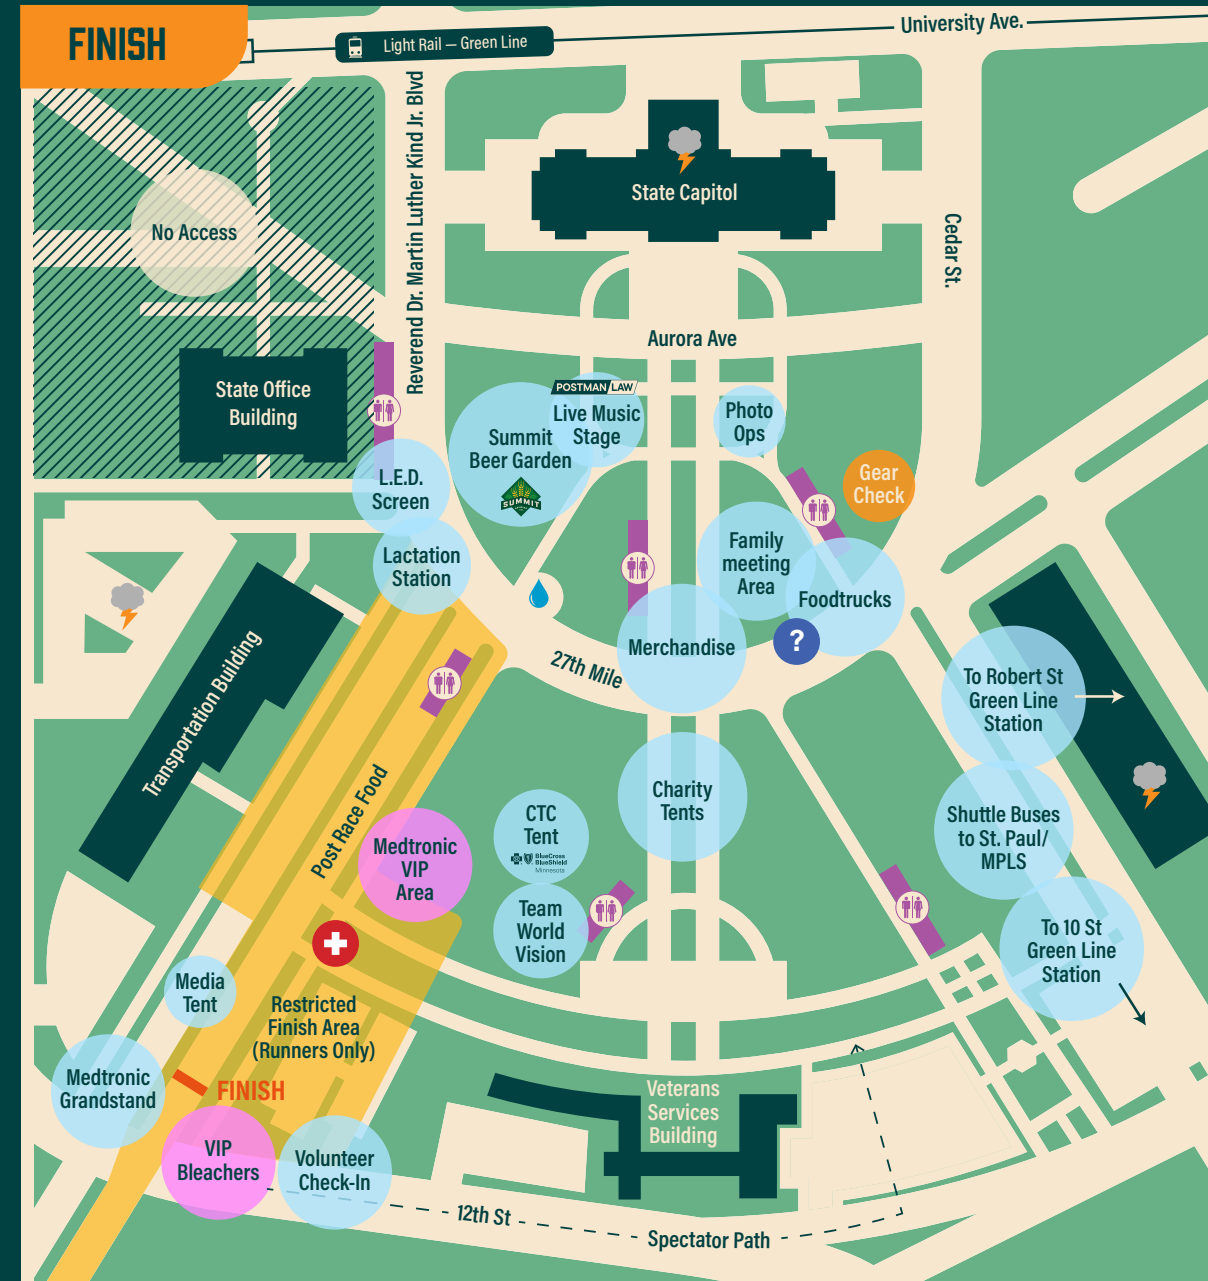 FINISH
Light Rail — Green Line
University Ave.
Reverend Dr. Martin Luther Kind Jr. Blvd
State Capitol
No Access
Cedar St.
Aurora Ave
State Office
Building
POSTMAN LAW
Live Music
Stage
Summit
Beer Garden
SUMMIT
Photo
Ops
Gear
Check
L.E.D.
Screen
Lactation
Station
Family
meeting
Area
Foodtrucks
?
Merchandise
27th Mile
Transportation Building
To Robert St
Green Line
Station
Post Race Food
Charity
Tents
CTC
Tent
BlueCross
BlueShield
Minnesota
Shuttle Buses
to St. Paul/
MPLS
Medtronic
VIP
Area
Team
World
Vision
To 10 St
Green Line
Station
Media
Tent
Restricted
Finish Area
(Runners Only)
Medtronic
Grandstand
FINISH
Veterans
Services
Building
VIP
Bleachers
Volunteer
Check-In
12th St
Spectator Path